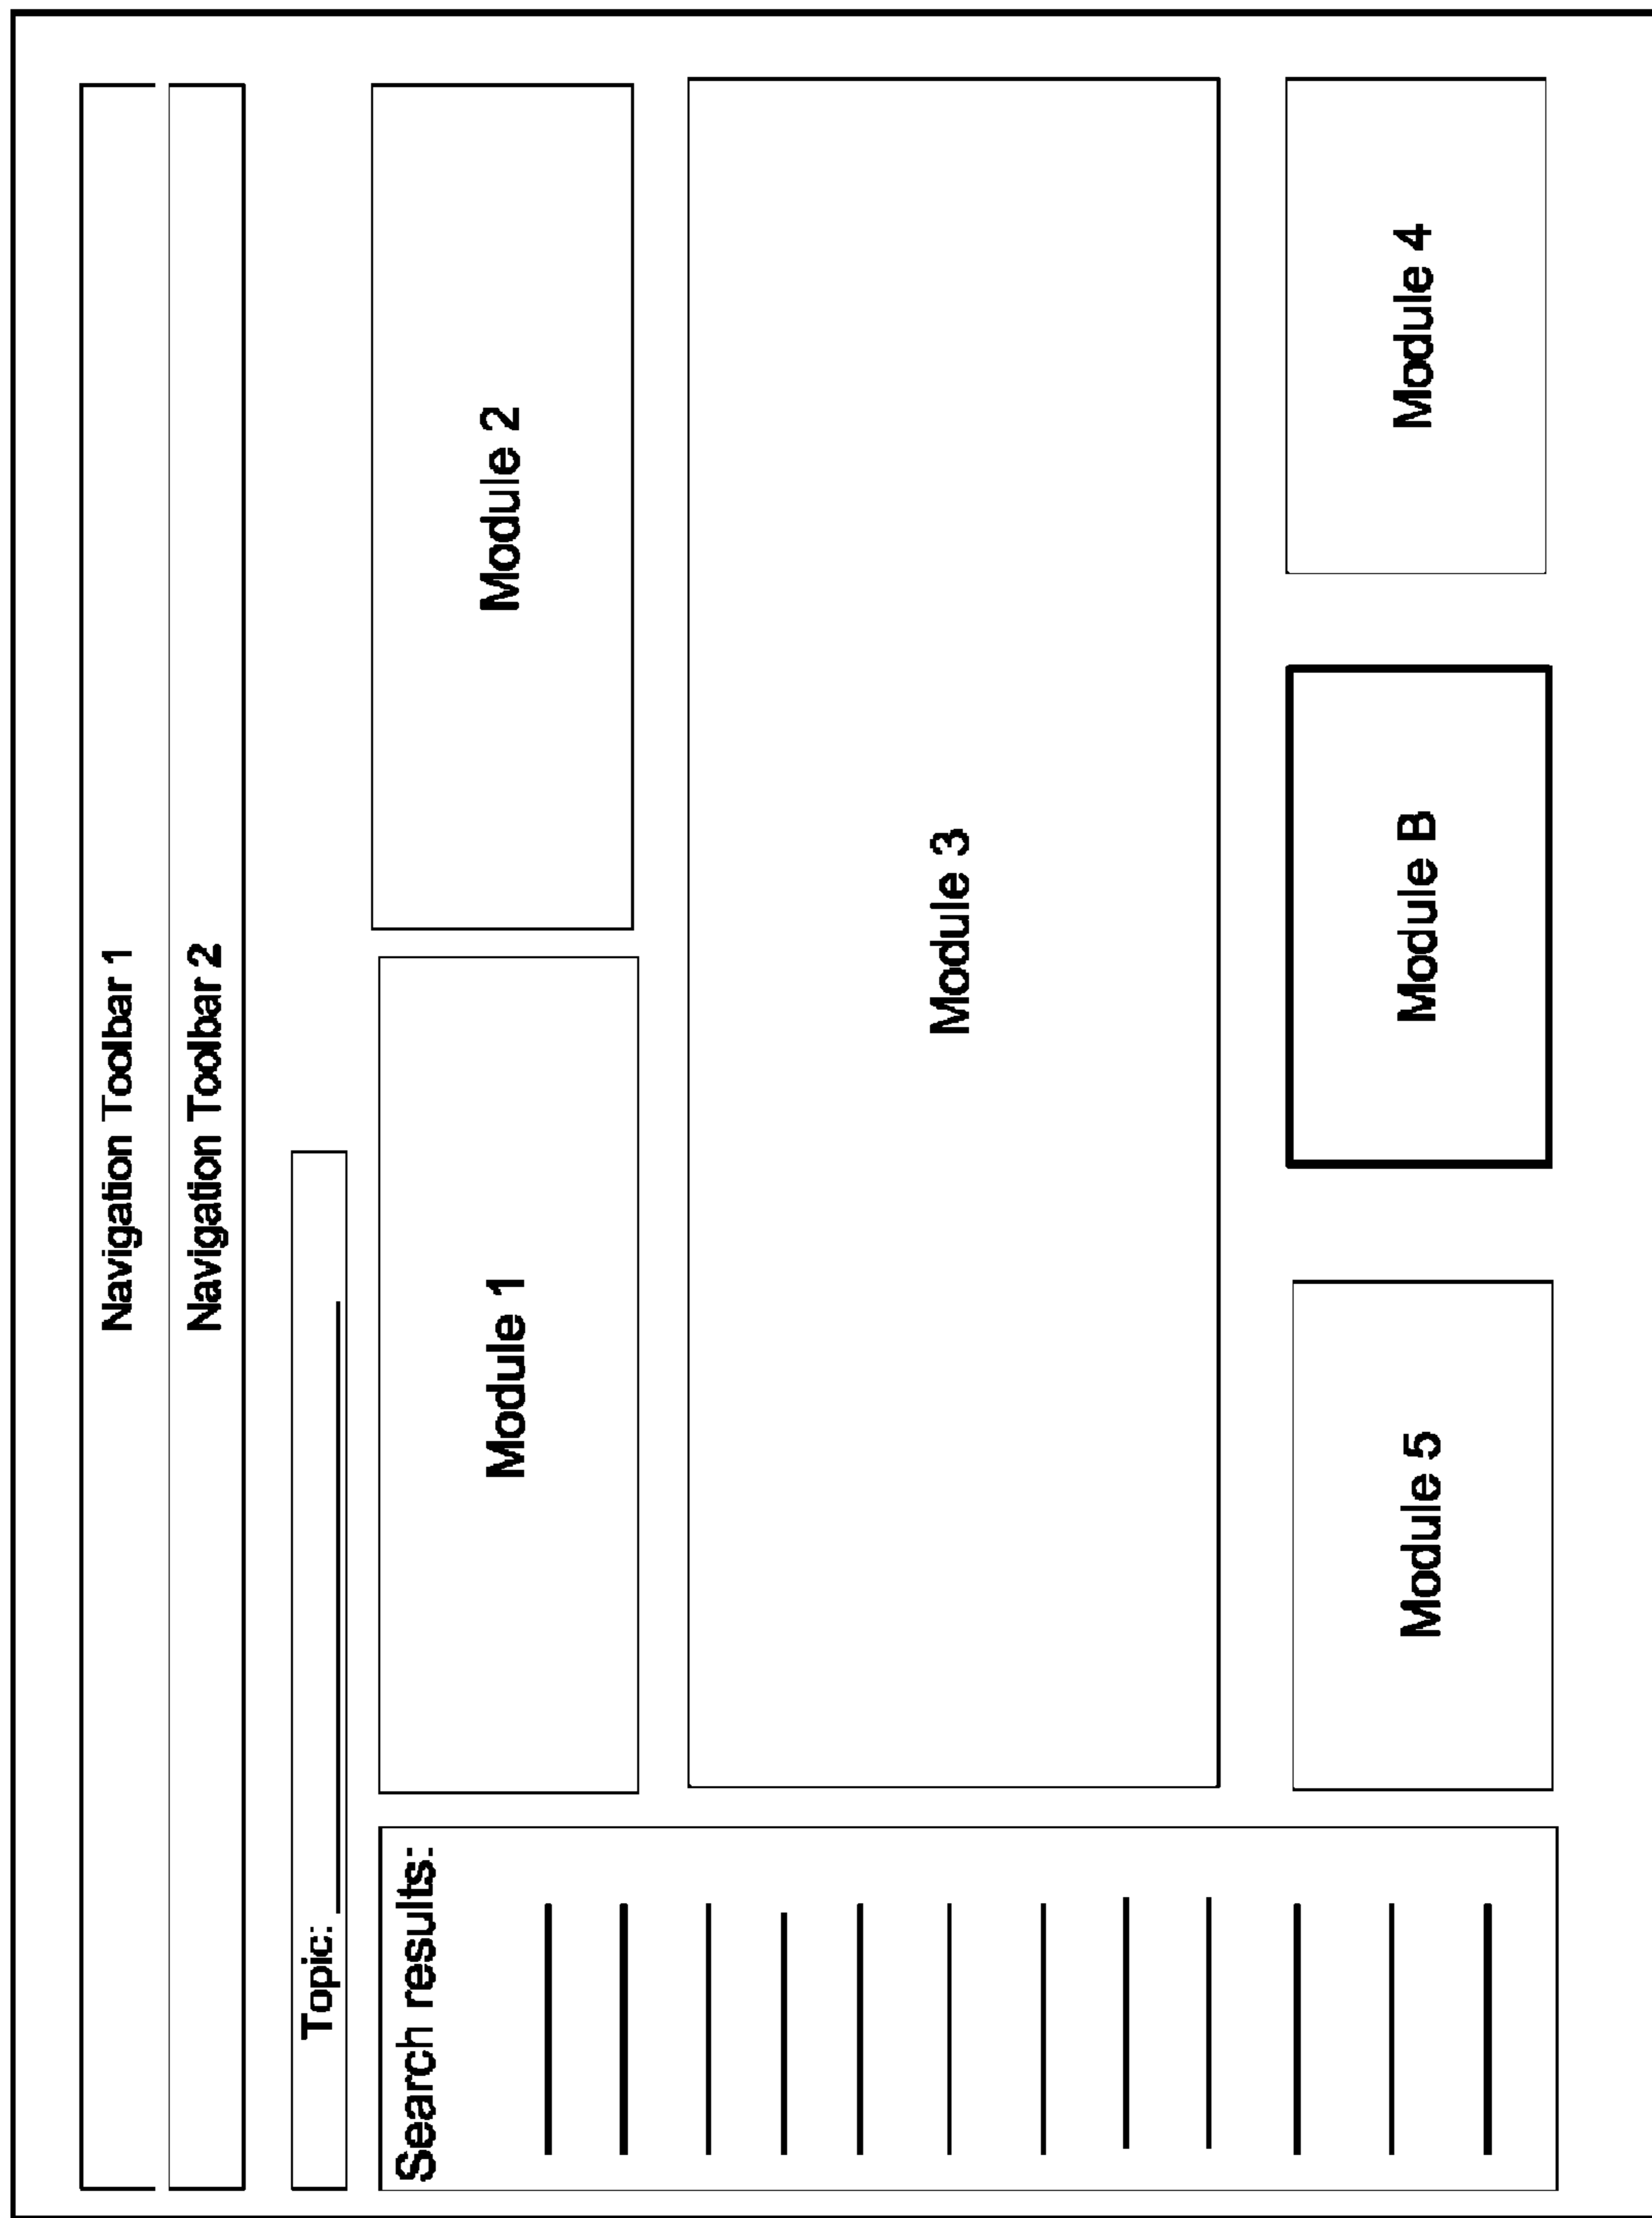 Navigation Toolbar 1
Navigation Toolbar 2
Topic:
Search results:
Module 1
Module 2
Module 3
Module 5
Module B
Module 4